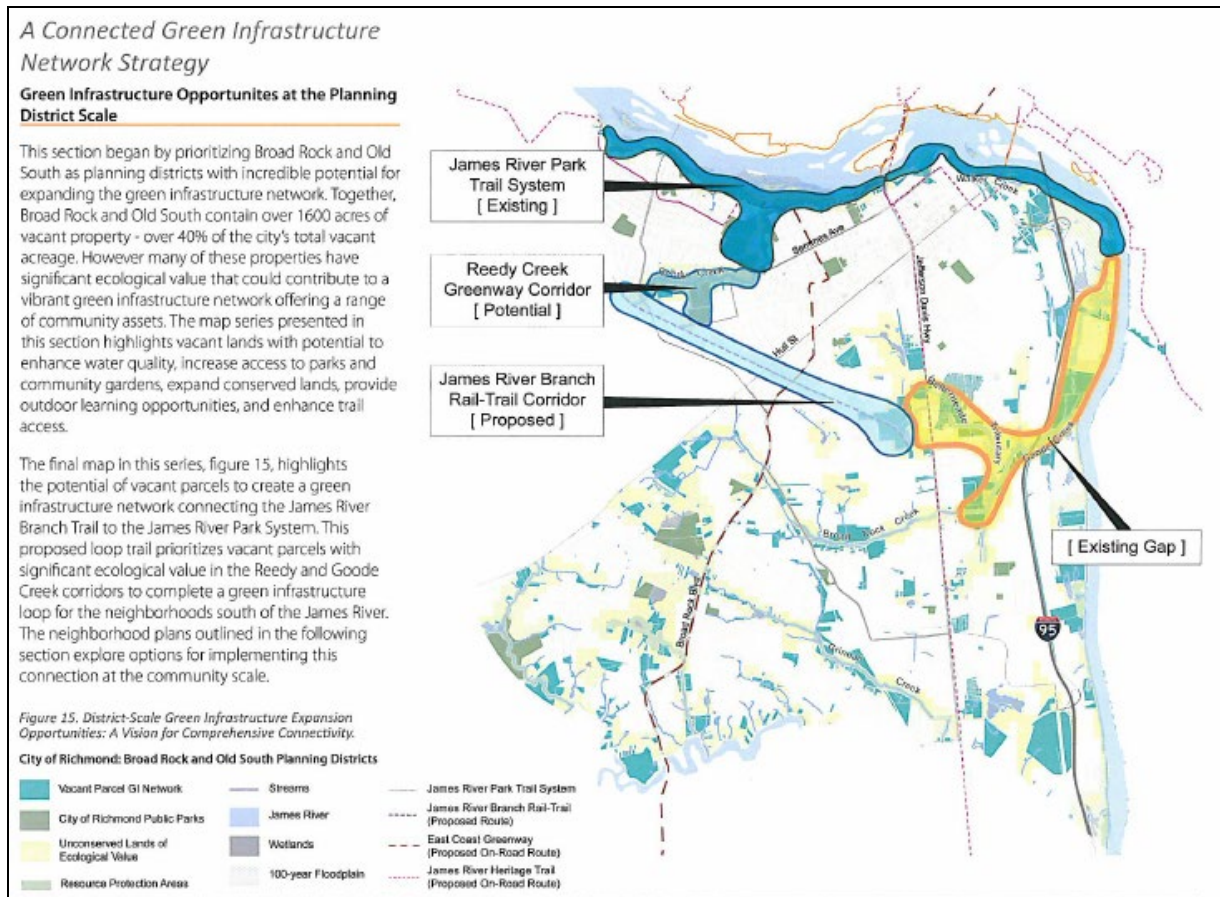 A Connected Green Infrastructure
Network Strategy
Green Infrastructure Opportunites at the Planning
District Scale
This section began by prioritizing Broad Rock and Old
South as planning districts with incredible potential for
expanding the green infrastructure network. Together,
Broad Rock and Old South contain over 1600 acres of
vacant property - over 40% of the city's total vacant
acreage. However many of these properties have
significant ecological value that could contribute to a
vibrant green infrastructure network offering a range
of community assets. The map series presented in
this section highlights vacant lands with potential to
enhance water quality, increase access to parks and
community gardens, expand conserved lands, provide
outdoor learning opportunities, and enhance trail
access.
The final map in this series, figure 15, highlights
the potential of vacant parcels to create a green
infrastructure network connecting the James River
Branch Trail to the James River Park System. This
proposed loop trail prioritizes vacant parcels with
significant ecological value in the Reedy and Goode
Creek corridors to complete a green infrastructure
loop for the neighborhoods south of the James River.
The neighborhood plans outlined in the following
section explore options for implementing this
connection at the community scale.
Figure 15. District-Scale Green Infrastructure Expansion
Opportunities: A Vision for Comprehensive Connectivity.
City of Richmond: Broad Rock and Old South Planning Districts
Vacant Parcel GI Network
City of Richmond Public Parks
Unconserved Lands of
Ecological Value
Resource Protection Areas
Streams
James River
Wetlands
100-year Floodplain
James River Park Trail System
James River Branch Rail-Trail
(Proposed Route)
East Coast Greenway
(Proposed On-Road Route)
James River Heritage Trail
(Proposed On-Road Route)
James River Park
Trail System
[ Existing ]
Reedy Creek
Greenway Corridor
[ Potential ]
James River Branch
Rail-Trail Corridor
[ Proposed ]
[ Existing Gap ]
Semmes Ave
Creek
Hull St
Jefferson Davis Hwy
Tributary
Goode Creek
Broad Rock Creek
Broad Rock Blvd
Creek
95